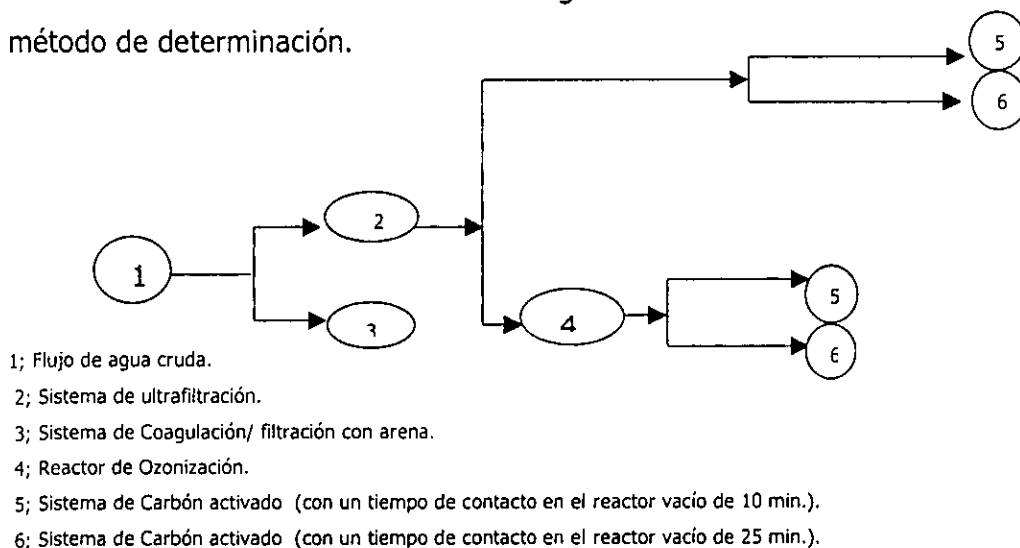 método de determinación.
5
6
2
1
5
3
4
6
1; Flujo de agua cruda.
2; Sistema de ultrafiltración.
3; Sistema de Coagulación/ filtración con arena.
4; Reactor de Ozonización.
5; Sistema de Carbón activado (con un tiempo de contacto en el reactor vacío de 10 min.).
6; Sistema de Carbón activado (con un tiempo de contacto en el reactor vacío de 25 min.).